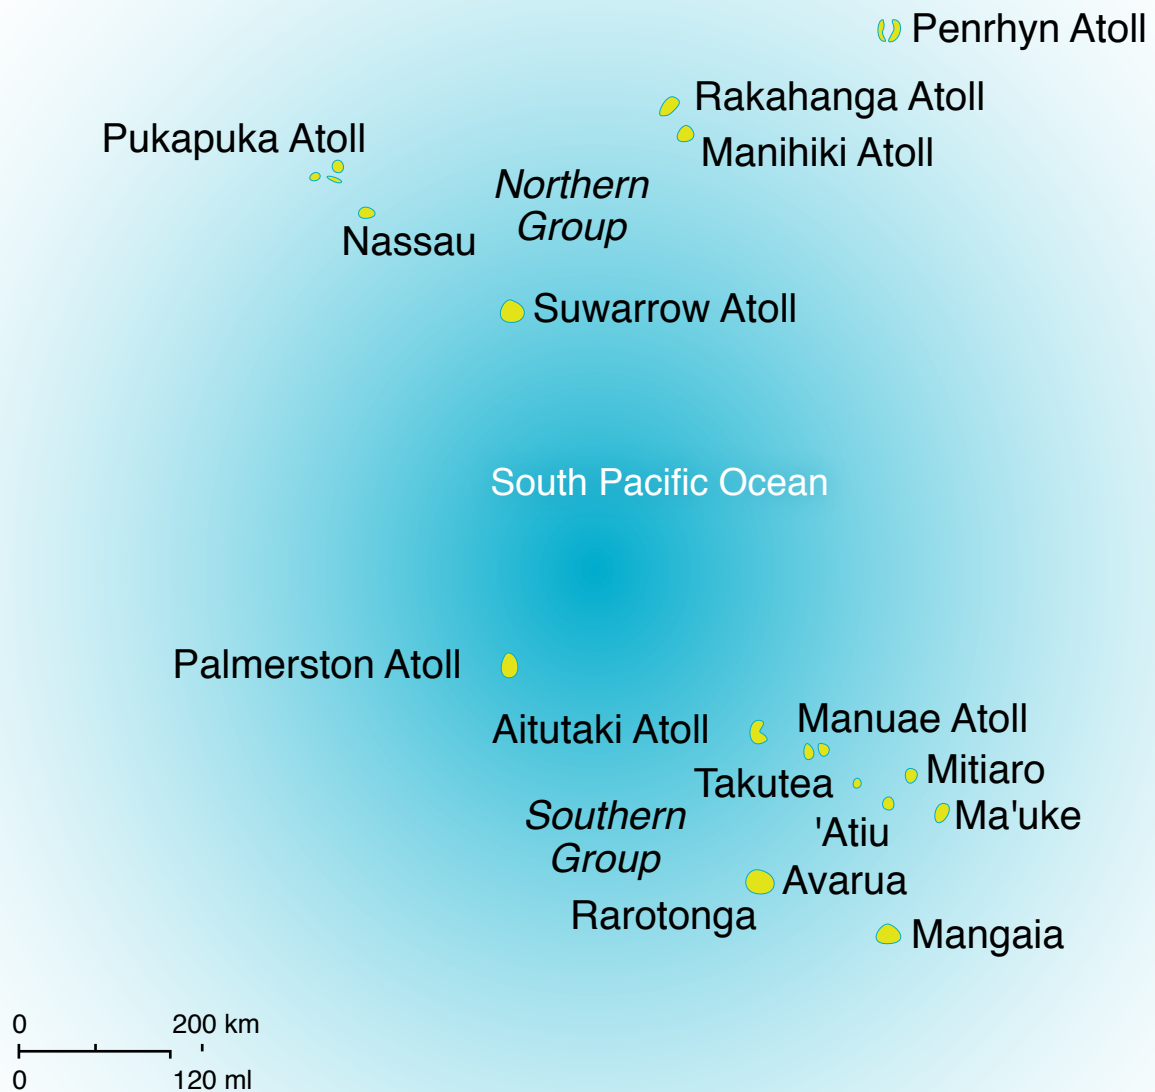 Penrhyn Atoll
Rakahanga Atoll
Pukapuka Atoll
Manihiki Atoll
Northern
Group
Nassau
Suwarrow Atoll
South Pacific Ocean
Palmerston Atoll
Aitutaki Atoll
Manuae Atoll
Takutea
Mitiaro
Southern
Group
'Atiu
Ma'uke
Avarua
Rarotonga
Mangaia
0 200 km
0 120 ml